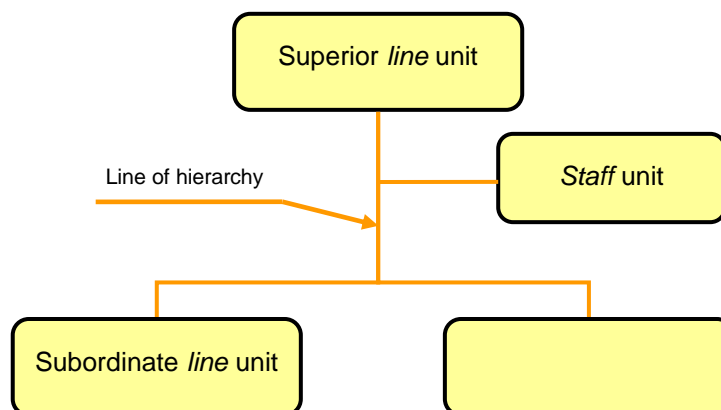 Superior line unit
Line of hierarchy
Staff unit
Subordinate line unit